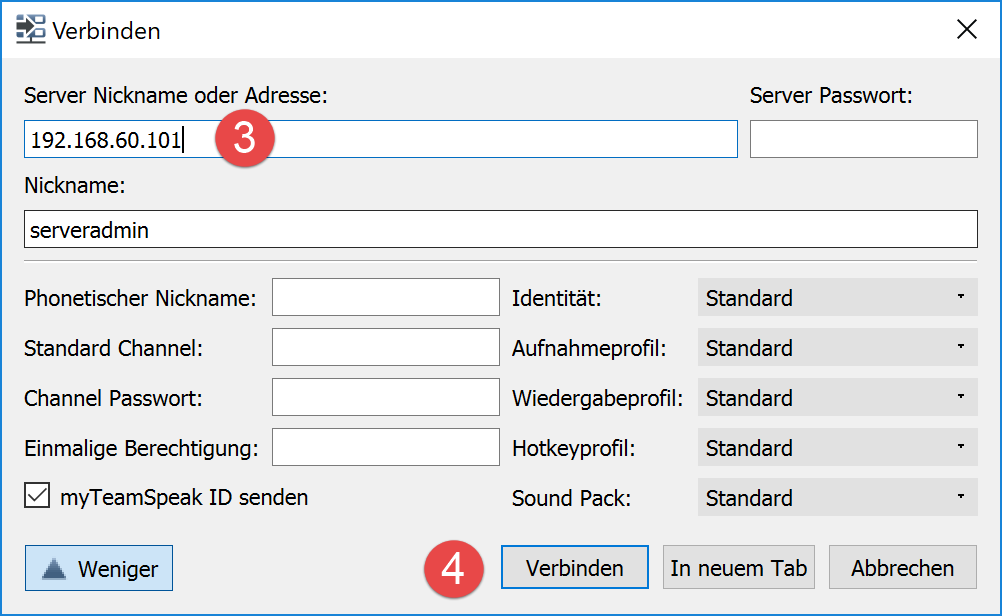 Verbinden
Server Nickname oder Adresse: Server Passwort:
192.168.60.101 3
Nickname:
serveradmin
Phonetischer Nickname: Identität: Standard
Standard Channel: Aufnahmeprofil: Standard
Channel Passwort: Wiedergabeprofil: Standard
Einmalige Berechtigung: Hotkeyprofil: Standard
myTeamSpeak ID senden Sound Pack: Standard
Weniger 4 Verbinden In neuem Tab Abbrechen